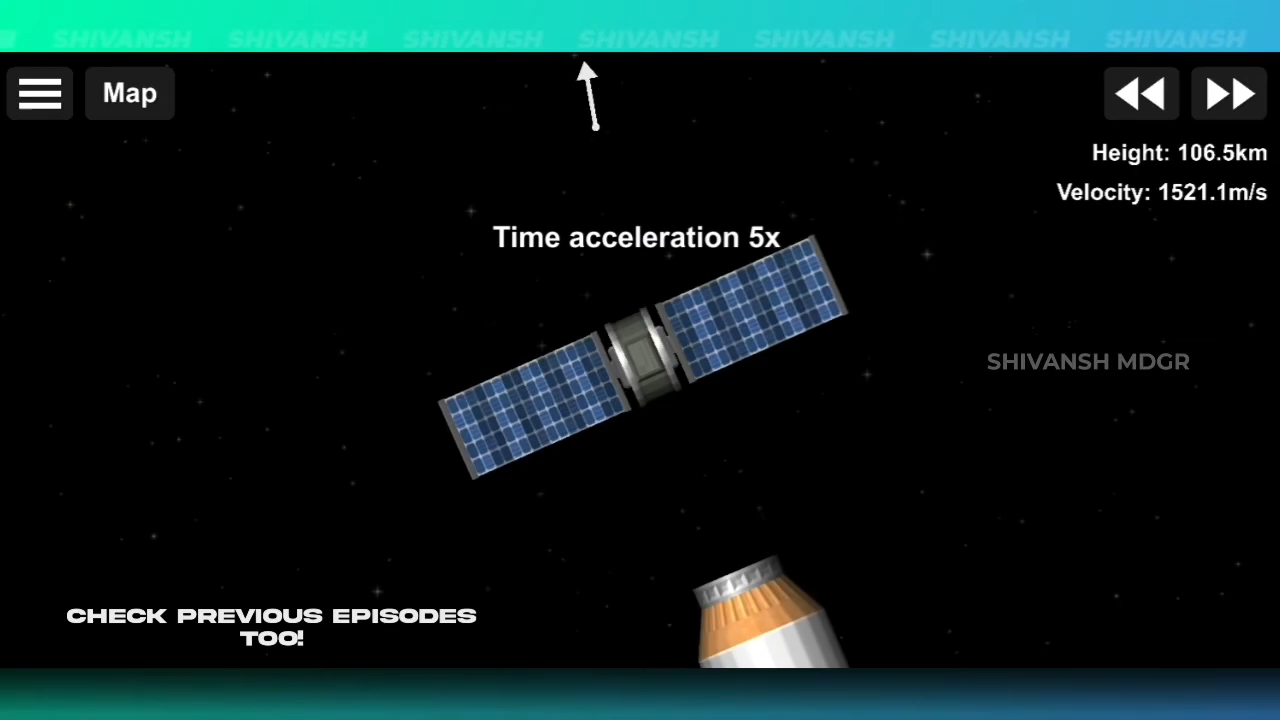 SHIVANSH SHIVANSH SHIVANSH SHIVANSH SHIVANSH SHIVANSH SHIVANSH
Map
Height: 106.5km
Velocity: 1521.1m/s
Time acceleration 5x
SHIVANSH MDGR
CHECK PREVIOUS EPISODES
TOO!